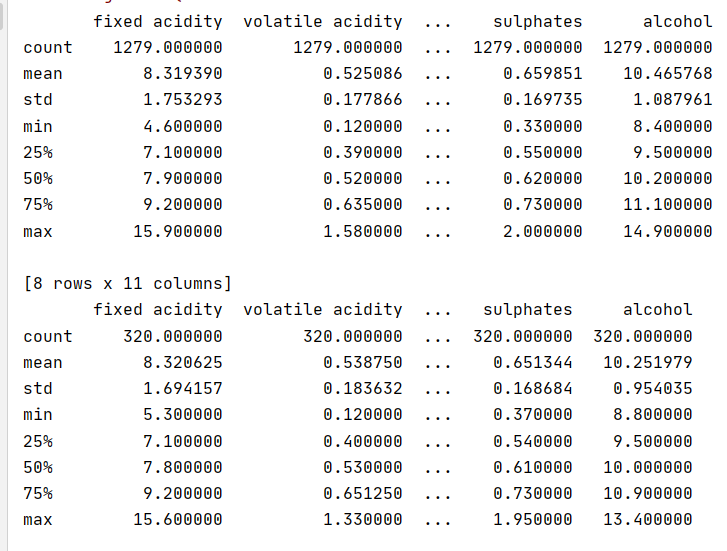 fixed acidity  volatile acidity  ...    sulphates      alcohol
count    1279.000000       1279.000000  ...  1279.000000  1279.000000
mean        8.319390          0.525086  ...     0.659851    10.465768
std         1.753293          0.177866  ...     0.169735     1.087961
min         4.600000          0.120000  ...     0.330000     8.400000
25%         7.100000          0.390000  ...     0.550000     9.500000
50%         7.900000          0.520000  ...     0.620000    10.200000
75%         9.200000          0.635000  ...     0.730000    11.100000
max        15.900000          1.580000  ...     2.000000    14.900000
[8 rows x 11 columns]
fixed acidity  volatile acidity  ...   sulphates     alcohol
count     320.000000        320.000000  ...  320.000000  320.000000
mean        8.320625          0.538750  ...    0.651344   10.251979
std         1.694157          0.183632  ...    0.168684    0.954035
min         5.300000          0.120000  ...    0.370000    8.800000
25%         7.100000          0.400000  ...    0.540000    9.500000
50%         7.800000          0.530000  ...    0.610000   10.000000
75%         9.200000          0.651250  ...    0.730000   10.900000
max        15.600000          1.330000  ...    1.950000   13.400000